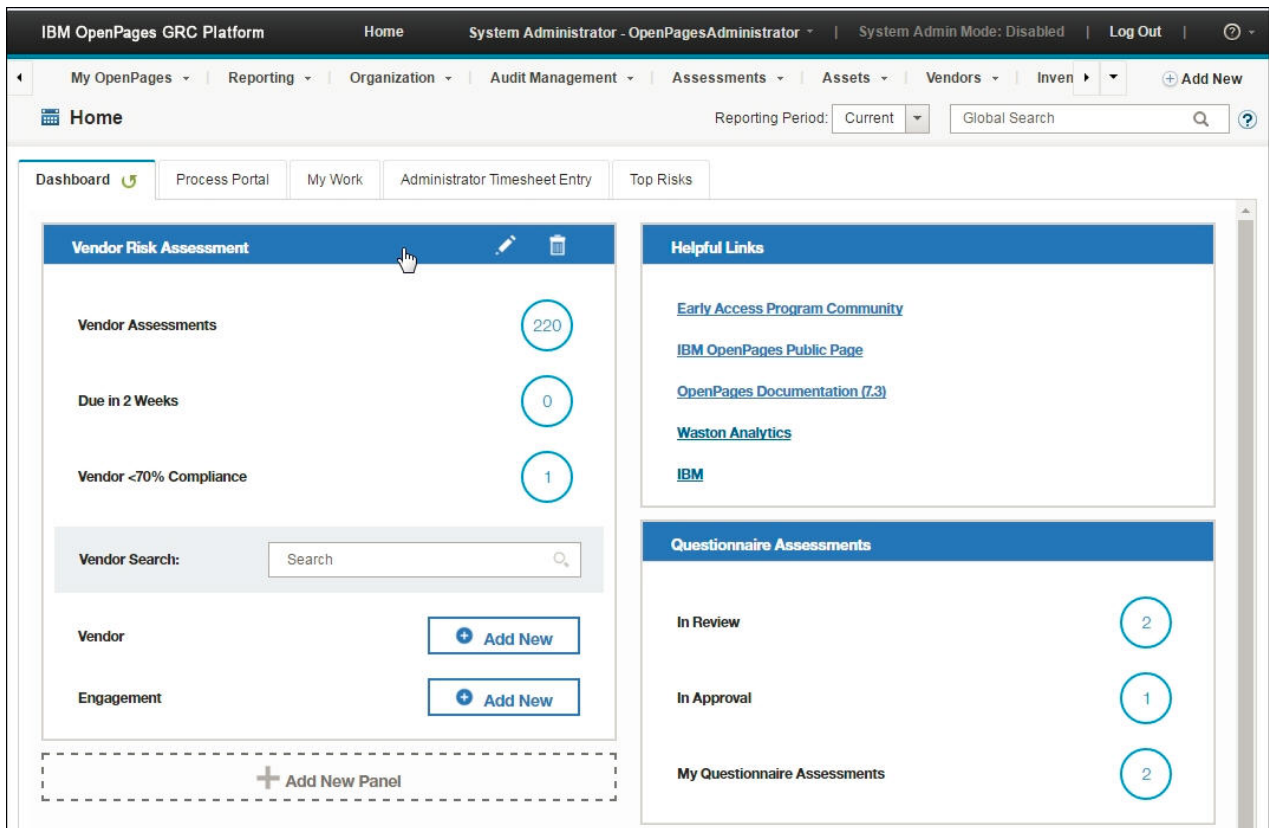 IBM OpenPages GRC Platform Home System Administrator - OpenPagesAdministrator | System Admin Mode: Disabled | Log Out |
My OpenPages Reporting Organization Audit Management Assessments Assets Vendors Inven Add New
Home Reporting Period: Current Global Search
Dashboard Process Portal My Work Administrator Timesheet Entry Top Risks
Vendor Risk Assessment
Vendor Assessments 220
Due in 2 Weeks 0
Vendor <70% Compliance 1
Vendor Search: Search
Vendor Add New
Engagement Add New
Add New Panel
Helpful Links
Early Access Program Community
IBM OpenPages Public Page
OpenPages Documentation (7.3)
Waston Analytics
IBM
Questionnaire Assessments
In Review 2
In Approval 1
My Questionnaire Assessments 2